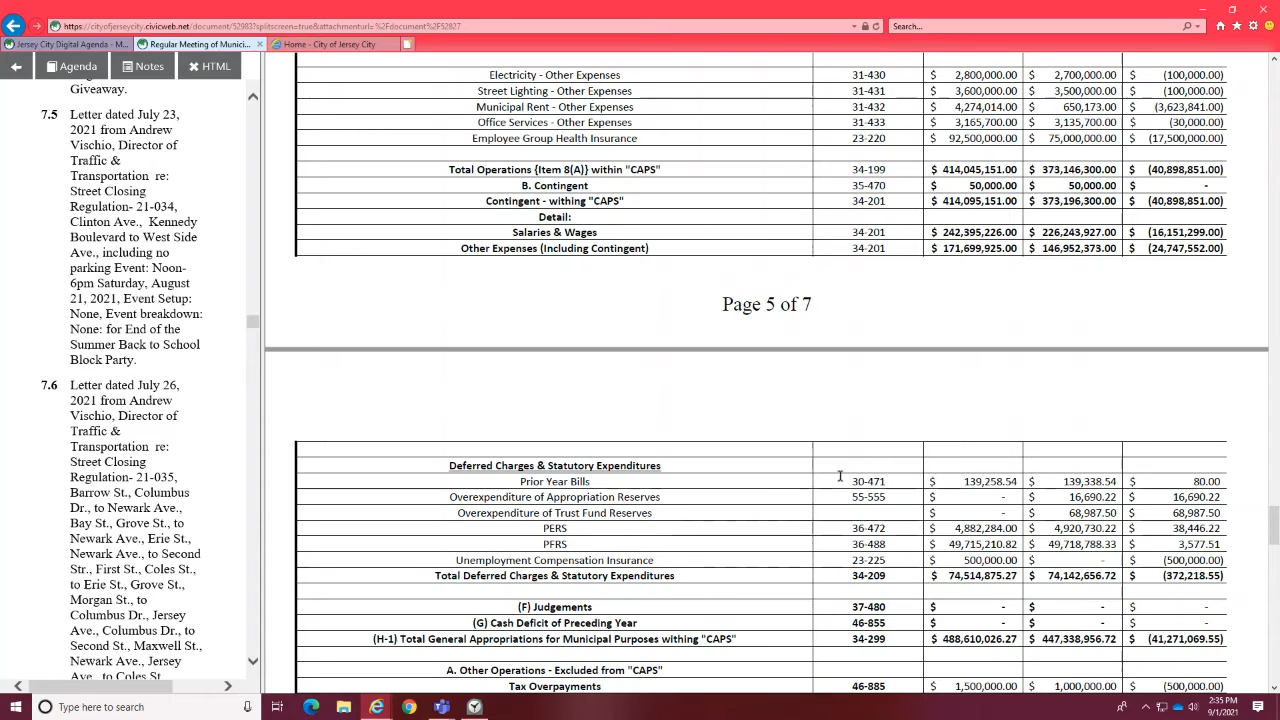 https://cityofjerseycity.civicweb.net/document/52983?splitscreen=true&attachmenturl=%2Fdocument%2F52827
Search...
Jersey City Digital Agenda - M...
Regular Meeting of Munici...
Home - City of Jersey City
Agenda
Notes
HTML
Giveaway.
7.5 Letter dated July 23,
2021 from Andrew
Vischio, Director of
Traffic &
Transportation re:
Street Closing
Regulation- 21-034,
Clinton Ave., Kennedy
Boulevard to West Side
Ave., including no
parking Event: Noon-
6pm Saturday, August
21, 2021, Event Setup:
None, Event breakdown:
None: for End of the
Summer Back to School
Block Party.
7.6 Letter dated July 26,
2021 from Andrew
Vischio, Director of
Traffic &
Transportation re:
Street Closing
Regulation- 21-035,
Barrow St., Columbus
Dr., to Newark Ave.,
Bay St., Grove St., to
Newark Ave., Erie St.,
Newark Ave., to Second
Str., First St., Coles St.,
to Erie St., Grove St.,
Morgan St., to
Columbus Dr., Jersey
Ave., Columbus Dr., to
Second St., Maxwell St.,
Newark Ave., Jersey
Ave., to Coles St.
Electricity - Other Expenses 31-430 $ 2,800,000.00 $ 2,700,000.00 $ (100,000.00)
Street Lighting - Other Expenses 31-431 $ 3,600,000.00 $ 3,500,000.00 $ (100,000.00)
Municipal Rent - Other Expenses 31-432 $ 4,274,014.00 $ 650,173.00 $ (3,623,841.00)
Office Services - Other Expenses 31-433 $ 3,165,700.00 $ 3,135,700.00 $ (30,000.00)
Employee Group Health Insurance 23-220 $ 92,500,000.00 $ 75,000,000.00 $ (17,500,000.00)
Total Operations {Item 8(A)} within "CAPS" 34-199 $ 414,045,151.00 $ 373,146,300.00 $ (40,898,851.00)
B. Contingent 35-470 $ 50,000.00 $ 50,000.00 $ -
Contingent - withing "CAPS" 34-201 $ 414,095,151.00 $ 373,196,300.00 $ (40,898,851.00)
Detail:
Salaries & Wages 34-201 $ 242,395,226.00 $ 226,243,927.00 $ (16,151,299.00)
Other Expenses (Including Contingent) 34-201 $ 171,699,925.00 $ 146,952,373.00 $ (24,747,552.00)
Page 5 of 7
Deferred Charges & Statutory Expenditures
Prior Year Bills 30-471 $ 139,258.54 $ 139,338.54 $ 80.00
Overexpenditure of Appropriation Reserves 55-555 $ - $ 16,690.22 $ 16,690.22
Overexpenditure of Trust Fund Reserves $ - $ 68,987.50 $ 68,987.50
PERS 36-472 $ 4,882,284.00 $ 4,920,730.22 $ 38,446.22
PFRS 36-488 $ 49,715,210.82 $ 49,718,788.33 $ 3,577.51
Unemployment Compensation Insurance 23-225 $ 500,000.00 $ - $ (500,000.00)
Total Deferred Charges & Statutory Expenditures 34-209 $ 74,514,875.27 $ 74,142,656.72 $ (372,218.55)
(F) Judgements 37-480 $ - $ - $ -
(G) Cash Deficit of Preceding Year 46-855 $ - $ - $ -
(H-1) Total General Appropriations for Municipal Purposes withing "CAPS" 34-299 $ 488,610,026.27 $ 447,338,956.72 $ (41,271,069.55)
A. Other Operations - Excluded from "CAPS"
Tax Overpayments 46-885 $ 1,500,000.00 $ 1,000,000.00 $ (500,000.00)
Type here to search
2:35 PM
9/1/2021